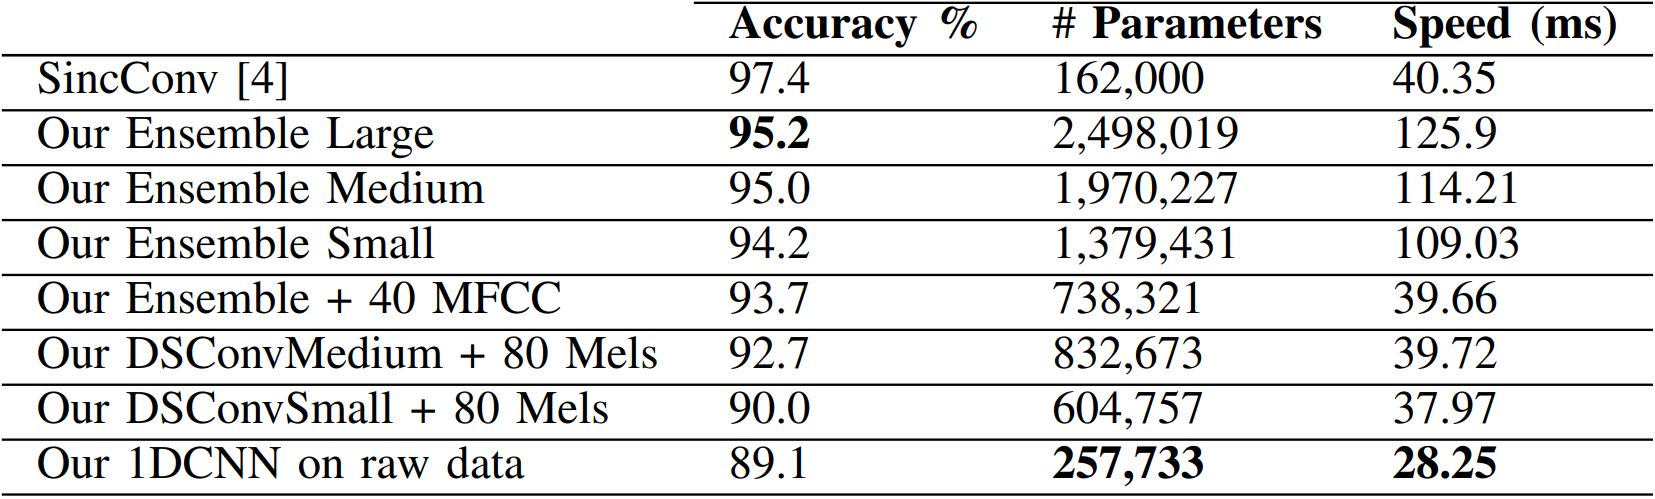 Accuracy % # Parameters Speed (ms)
SincConv [4] 97.4 162,000 40.35
Our Ensemble Large 95.2 2,498,019 125.9
Our Ensemble Medium 95.0 1,970,227 114.21
Our Ensemble Small 94.2 1,379,431 109.03
Our Ensemble + 40 MFCC 93.7 738,321 39.66
Our DSConvMedium + 80 Mels 92.7 832,673 39.72
Our DSConvSmall + 80 Mels 90.0 604,757 37.97
Our 1DCNN on raw data 89.1 257,733 28.25